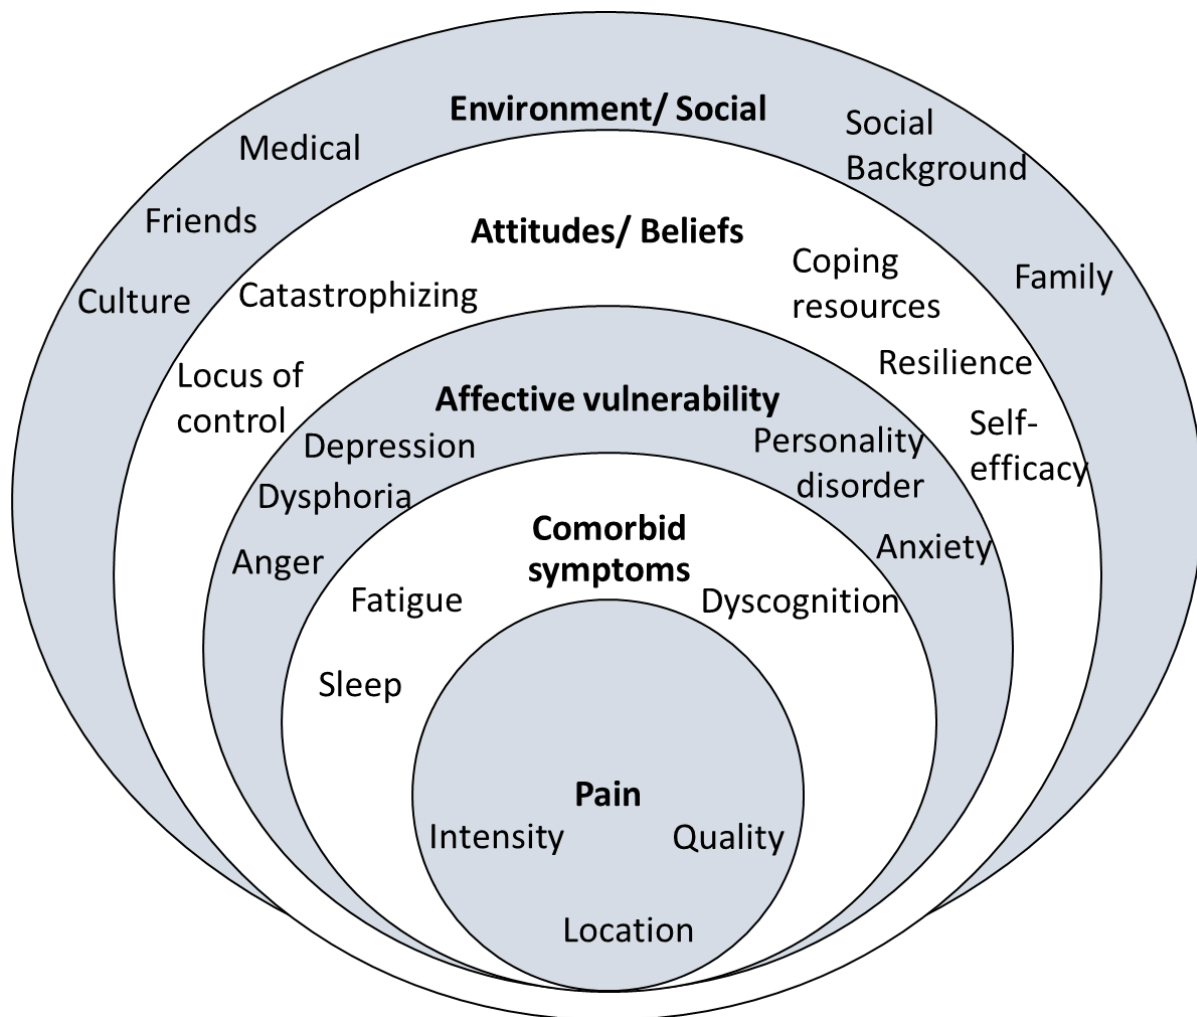 Environment/ Social
Social
Background
Medical
Friends
Family
Culture
Attitudes/ Beliefs
Coping
resources
Catastrophizing
Resilience
Locus of
control
Self-
efficacy
Affective vulnerability
Depression
Personality
disorder
Dysphoria
Anger
Anxiety
Comorbid
symptoms
Fatigue
Dyscognition
Sleep
Pain
Intensity
Quality
Location